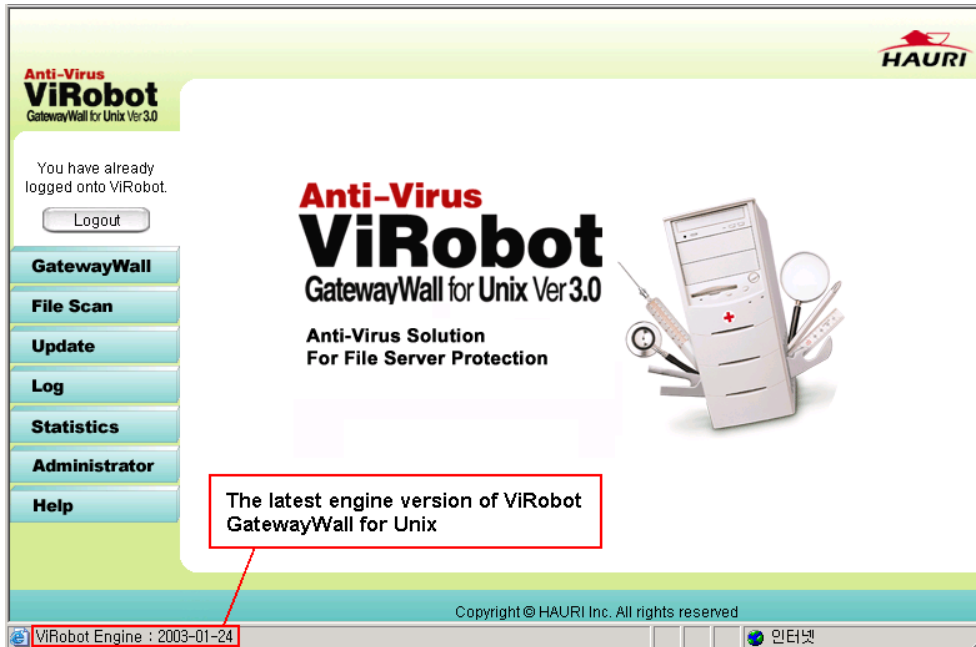 HAURI
Anti-Virus
ViRobot
GatewayWall for Unix Ver 3.0
You have already
logged onto ViRobot.
Logout
GatewayWall
File Scan
Update
Log
Statistics
Administrator
Help
Anti-Virus
ViRobot
GatewayWall for Unix Ver 3.0
Anti-Virus Solution
For File Server Protection
The latest engine version of ViRobot
GatewayWall for Unix
Copyright © HAURI Inc. All rights reserved
ViRobot Engine : 2003-01-24
인터넷